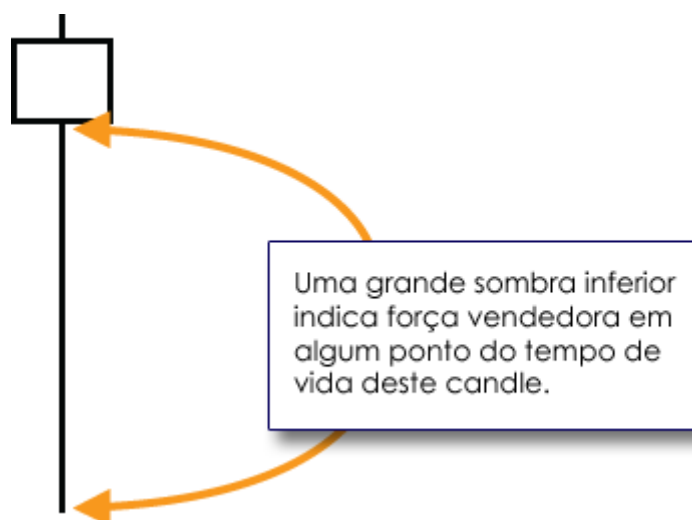 Uma grande sombra inferior
indica força vendedora em
algum ponto do tempo de
vida deste candle.